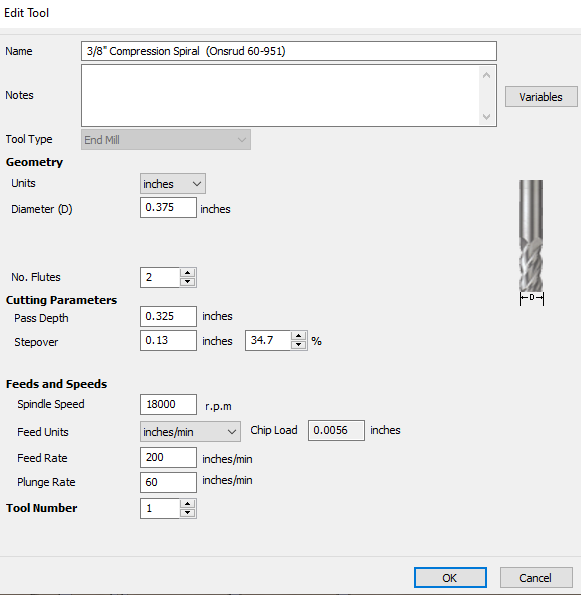 Edit Tool
Name 3/8" Compression Spiral (Onsrud 60-951)
Notes Variables
Tool Type End Mill
Geometry
Units inches
Diameter (D) 0.375 inches
D
No. Flutes 2
Cutting Parameters
Pass Depth 0.325 inches
Stepover 0.13 inches 34.7 %
Feeds and Speeds
Spindle Speed 18000 r.p.m
Feed Units inches/min Chip Load 0.0056 inches
Feed Rate 200 inches/min
Plunge Rate 60 inches/min
Tool Number 1
OK Cancel